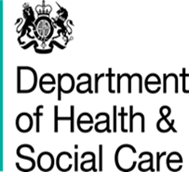 Department
of Health &
Social Care